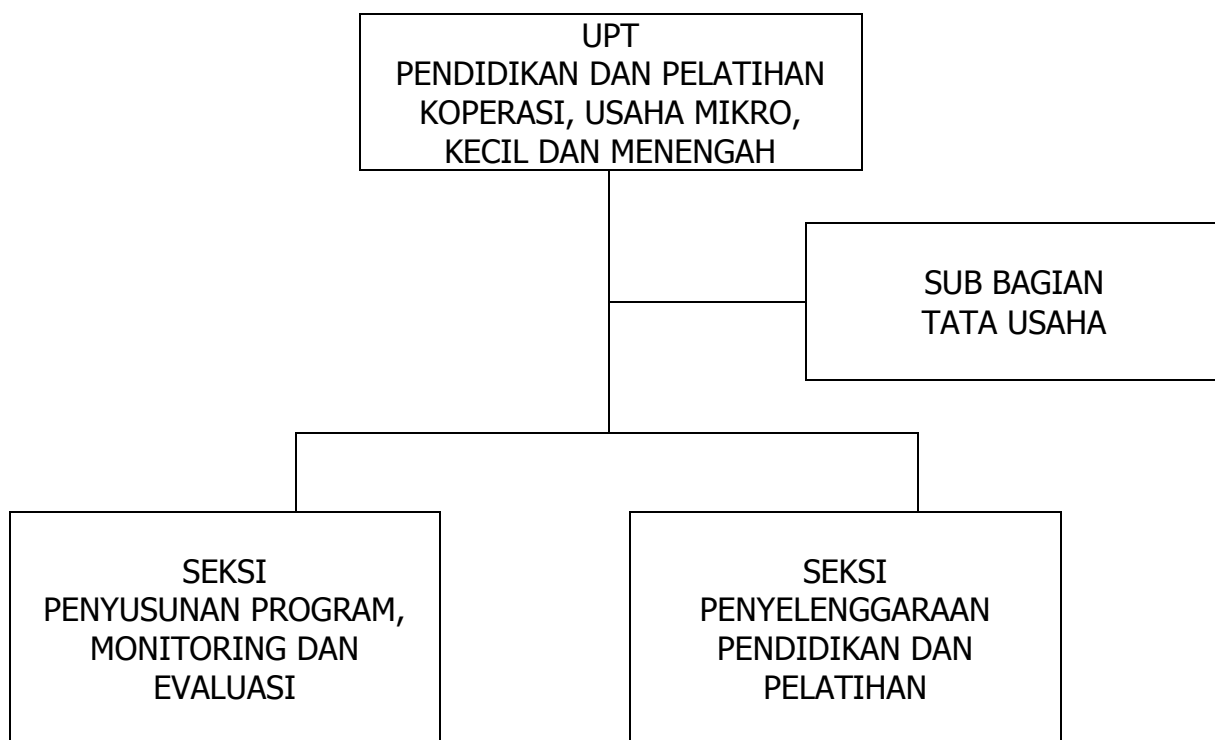 UPT
PENDIDIKAN DAN PELATIHAN
KOPERASI, USAHA MIKRO,
KECIL DAN MENENGAH
SUB BAGIAN
TATA USAHA
SEKSI
PENYUSUNAN PROGRAM,
MONITORING DAN
EVALUASI
SEKSI
PENYELENGGARAAN
PENDIDIKAN DAN
PELATIHAN